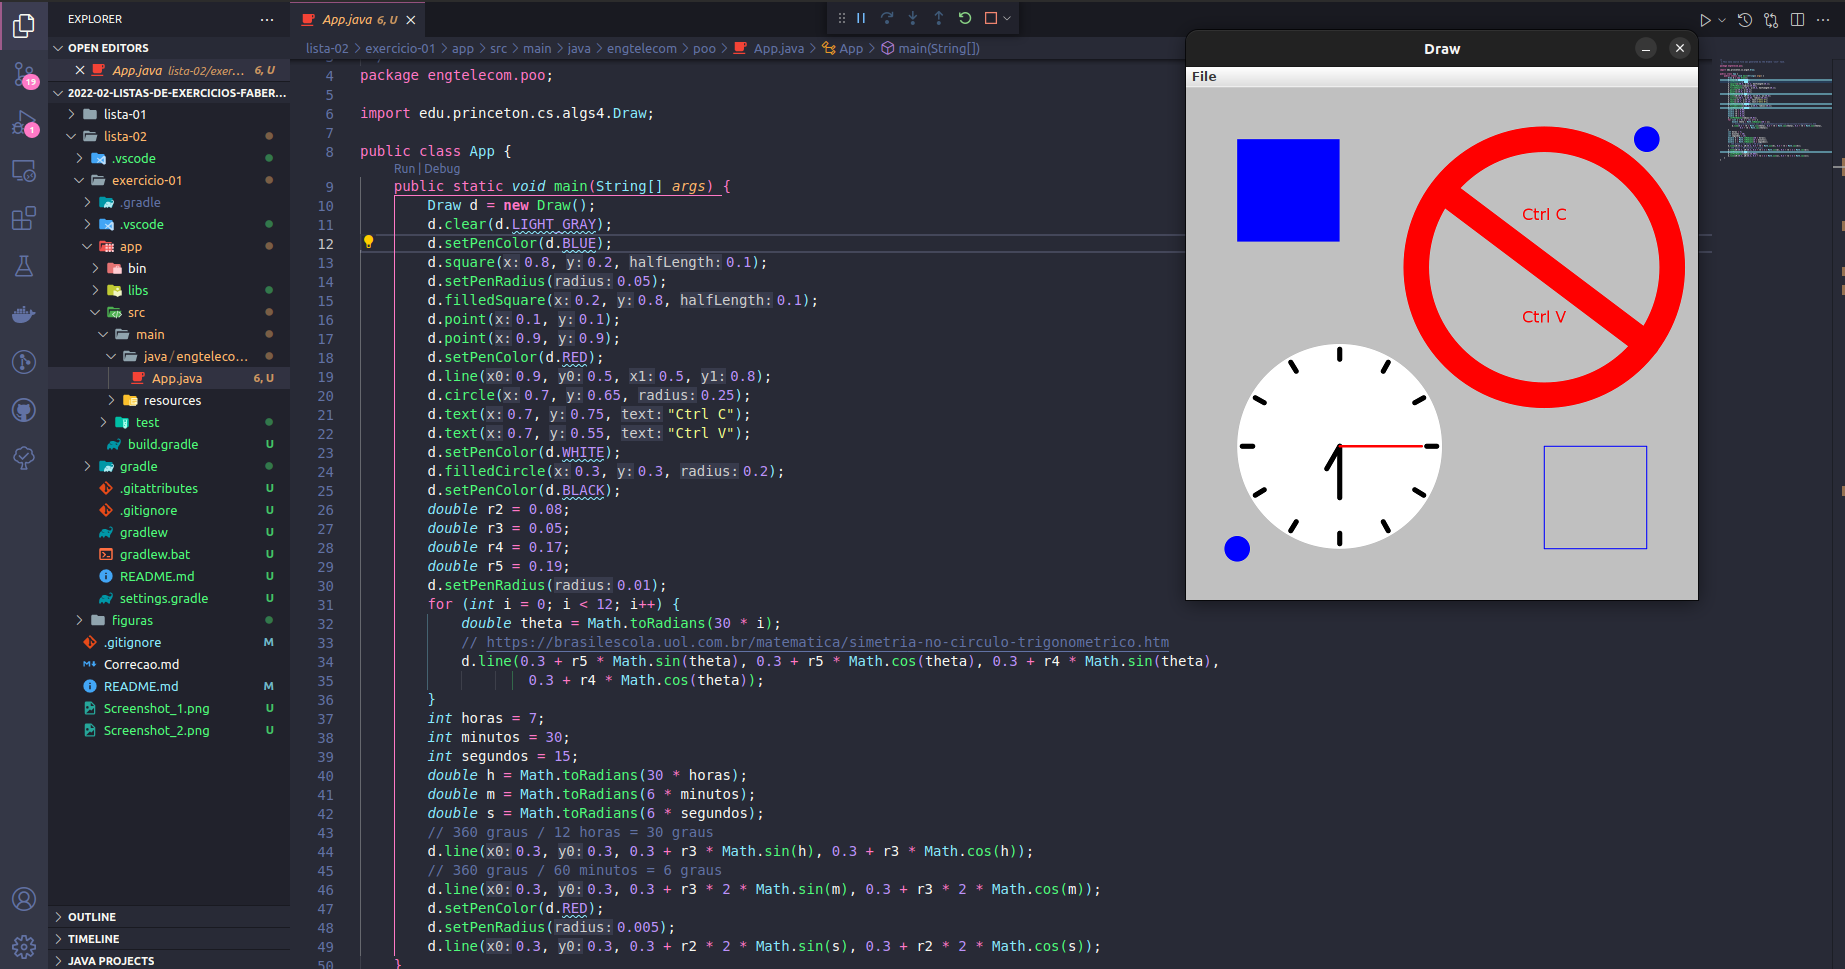 EXPLORER
OPEN EDITORS
App.java lista-02/exer... 6, U
2022-02-LISTAS-DE-EXERCICIOS-FABER...
lista-01
lista-02
.vscode
exercicio-01
.gradle
.vscode
app
bin
libs
src
main
java/engteleco...
App.java 6, U
resources
test
build.gradle U
gradle
.gitattributes U
.gitignore U
gradlew U
gradlew.bat U
README.md U
settings.gradle U
figuras
.gitignore M
Correcao.md
README.md M
Screenshot_1.png U
Screenshot_2.png U
OUTLINE
TIMELINE
JAVA PROJECTS
19
1
App.java 6, U
lista-02 > exercicio-01 > app > src > main > java > engtelecom > poo > App.java > App > main(String[])
4 package engtelecom.poo;
5
6 import edu.princeton.cs.algs4.Draw;
7
8 public class App {
Run | Debug
9 public static void main(String[] args) {
10 Draw d = new Draw();
11 d.clear(d.LIGHT_GRAY);
12 d.setPenColor(d.BLUE);
13 d.square(x: 0.8, y: 0.2, halfLength: 0.1);
14 d.setPenRadius(radius: 0.05);
15 d.filledSquare(x: 0.2, y: 0.8, halfLength: 0.1);
16 d.point(x: 0.1, y: 0.1);
17 d.point(x: 0.9, y: 0.9);
18 d.setPenColor(d.RED);
19 d.line(x0: 0.9, y0: 0.5, x1: 0.5, y1: 0.8);
20 d.circle(x: 0.7, y: 0.65, radius: 0.25);
21 d.text(x: 0.7, y: 0.75, text: "Ctrl C");
22 d.text(x: 0.7, y: 0.55, text: "Ctrl V");
23 d.setPenColor(d.WHITE);
24 d.filledCircle(x: 0.3, y: 0.3, radius: 0.2);
25 d.setPenColor(d.BLACK);
26 double r2 = 0.08;
27 double r3 = 0.05;
28 double r4 = 0.17;
29 double r5 = 0.19;
30 d.setPenRadius(radius: 0.01);
31 for (int i = 0; i < 12; i++) {
32 double theta = Math.toRadians(30 * i);
33 // https://brasilescola.uol.com.br/matematica/simetria-no-circulo-trigonometrico.htm
34 d.line(0.3 + r5 * Math.sin(theta), 0.3 + r5 * Math.cos(theta), 0.3 + r4 * Math.sin(theta),
35 0.3 + r4 * Math.cos(theta));
36 }
37 int horas = 7;
38 int minutos = 30;
39 int segundos = 15;
40 double h = Math.toRadians(30 * horas);
41 double m = Math.toRadians(6 * minutos);
42 double s = Math.toRadians(6 * segundos);
43 // 360 graus / 12 horas = 30 graus
44 d.line(x0: 0.3, y0: 0.3, 0.3 + r3 * Math.sin(h), 0.3 + r3 * Math.cos(h));
45 // 360 graus / 60 minutos = 6 graus
46 d.line(x0: 0.3, y0: 0.3, 0.3 + r3 * 2 * Math.sin(m), 0.3 + r3 * 2 * Math.cos(m));
47 d.setPenColor(d.RED);
48 d.setPenRadius(radius: 0.005);
49 d.line(x0: 0.3, y0: 0.3, 0.3 + r2 * 2 * Math.sin(s), 0.3 + r2 * 2 * Math.cos(s));
50 }
Draw
File
Ctrl C
Ctrl V